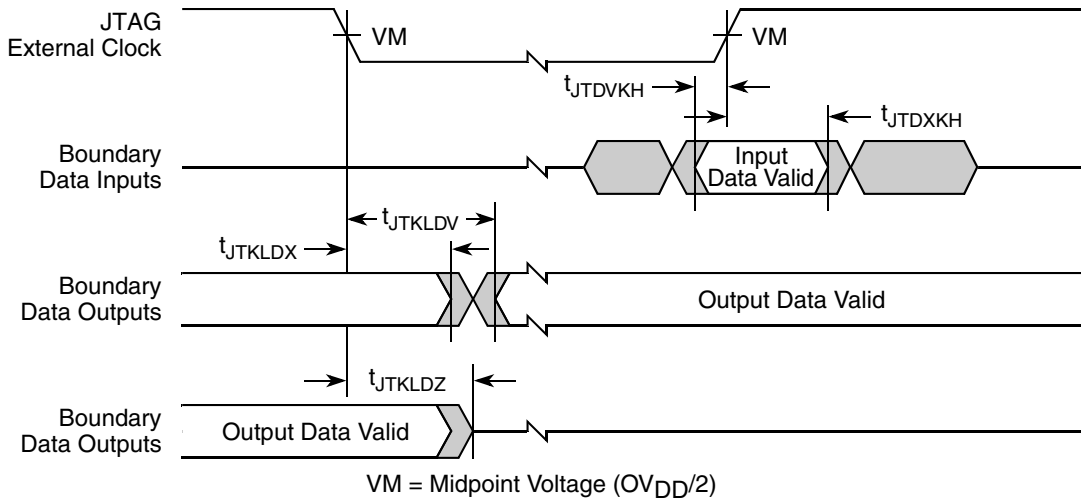 JTAG
External Clock
VM
VM
tJTDVKH
tJTDXKH
Boundary
Data Inputs
Input
Data Valid
tJTKLDV
tJTKLDX
Boundary
Data Outputs
Output Data Valid
tJTKLDZ
Boundary
Data Outputs
Output Data Valid
VM = Midpoint Voltage (OVDD/2)